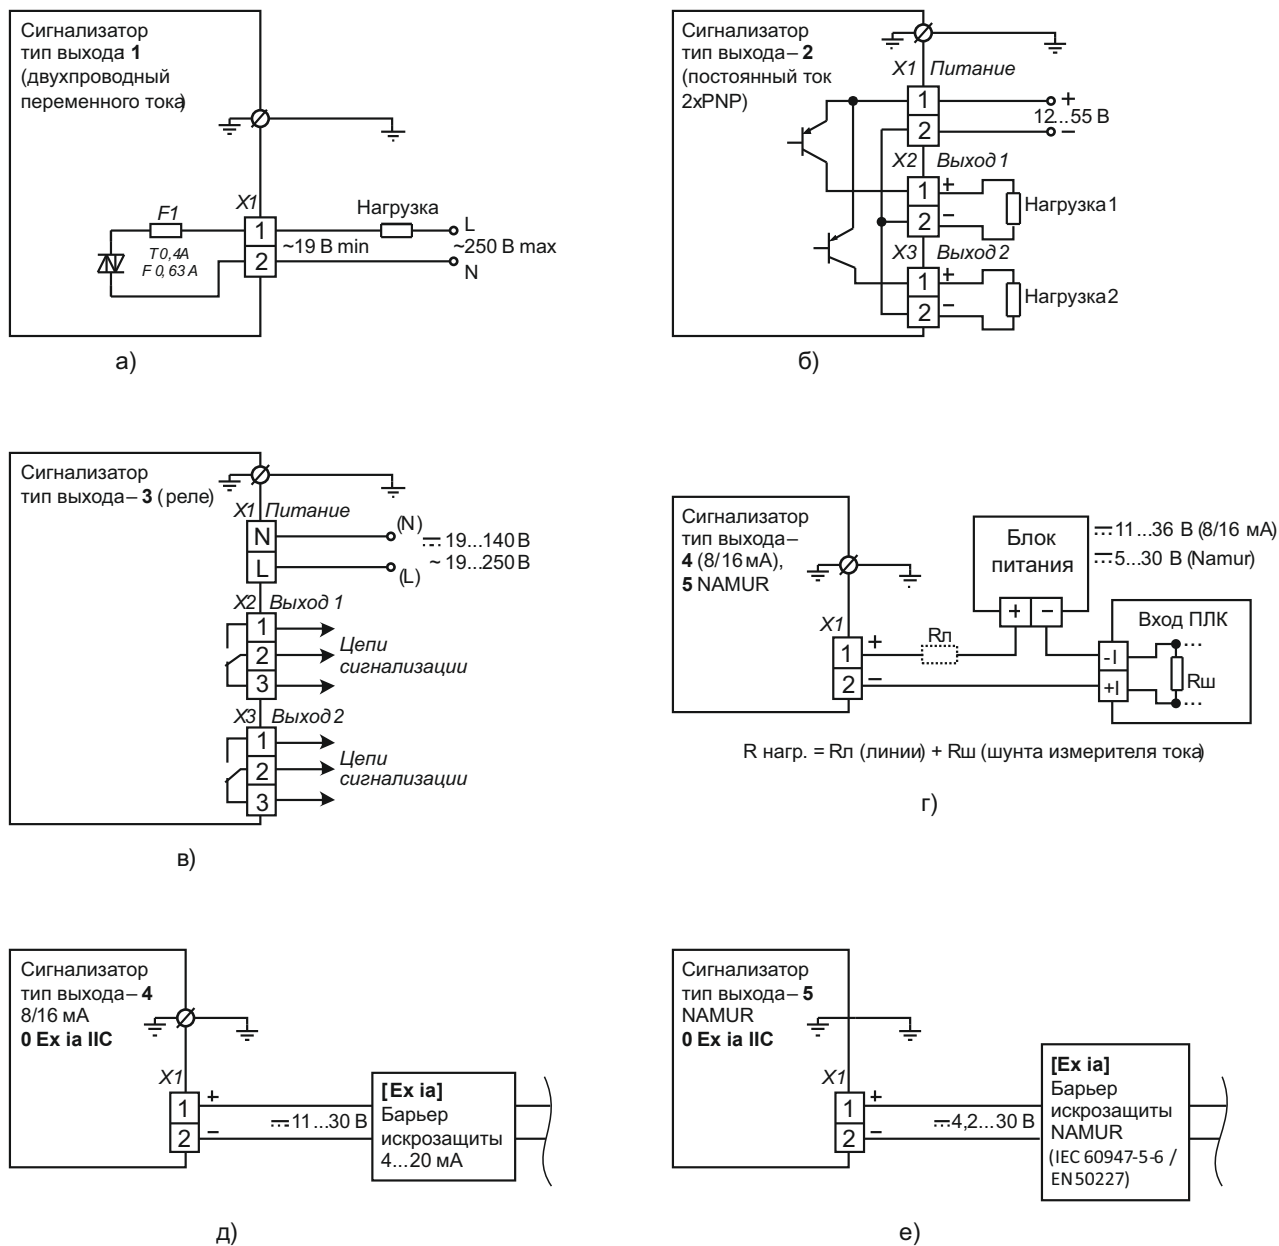 Сигнализатор
тип выхода 1
(двухпроводный
переменного тока)
X1
F1
T 0,4A
F 0,63 A
1
2
Нагрузка
L
~19 В min
~250 В max
N
а)
Сигнализатор
тип выхода– 2
(постоянный ток
2xPNP)
X1 Питание
1
2
+
12...55 В
–
X2 Выход 1
1
2
+
–
Нагрузка 1
X3 Выход 2
1
2
+
–
Нагрузка 2
б)
Сигнализатор
тип выхода– 3 (реле)
X1 Питание
N
L
(N)
19...140 В
~ 19...250 В
(L)
X2 Выход 1
1
2
3
Цепи
сигнализации
X3 Выход 2
1
2
3
Цепи
сигнализации
в)
Сигнализатор
тип выхода–
4 (8/16 мА),
5 NAMUR
X1
1
2
+
–
Rл
Блок
питания
+ –
11...36 В (8/16 мА)
5...30 В (Namur)
Вход ПЛК
-I
+I
Rш
...
...
R нагр. = Rл (линии) + Rш (шунта измерителя тока)
г)
Сигнализатор
тип выхода– 4
8/16 мА
0 Ex ia IIC
X1
1
2
+
–
11...30 В
[Ex ia]
Барьер
искрозащиты
4...20 мА
д)
Сигнализатор
тип выхода– 5
NAMUR
0 Ex ia IIC
X1
1
2
+
–
4,2...30 В
[Ex ia]
Барьер
искрозащиты
NAMUR
(IEC 60947-5-6 /
EN 50227)
е)